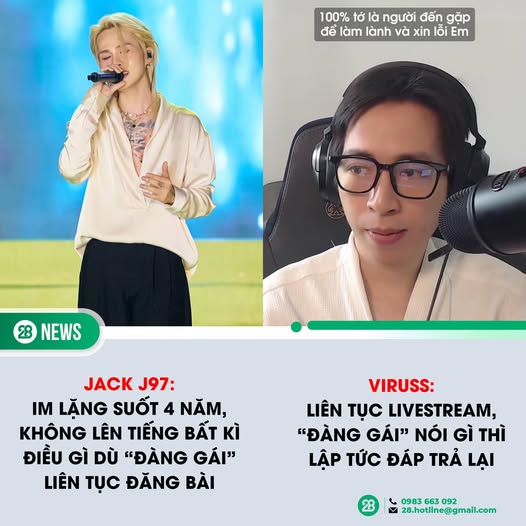 100% tớ là người đến gặp
để làm lành và xin lỗi Em
2B NEWS
JACK J97:
IM LẶNG SUỐT 4 NĂM,
KHÔNG LÊN TIẾNG BẤT KÌ
ĐIỀU GÌ DÙ “ĐÀNG GÁI”
LIÊN TỤC ĐĂNG BÀI
VIRUSS:
LIÊN TỤC LIVESTREAM,
“ĐÀNG GÁI” NÓI GÌ THÌ
LẬP TỨC ĐÁP TRẢ LẠI
2B
0983 663 092
28.hotline@gmail.com